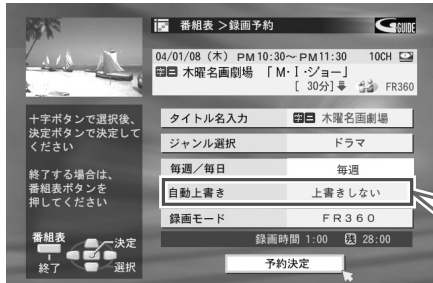 番組表 > 録画予約
GUIDE
04/01/08 (木) PM10:30～PM11:30 10CH
字二 木曜名画劇場 「M・I・ジョー」
[ 30分] FR360
十字ボタンで選択後、
決定ボタンで決定して
ください
終了する場合は、
番組表ボタンを
押してください
番組表
決定
終了
選択
タイトル名入力 字二 木曜名画劇場
ジャンル選択 ドラマ
毎週／毎日 毎週
自動上書き 上書きしない
録画モード FR360
録画時間 1:00 残 28:00
予約決定